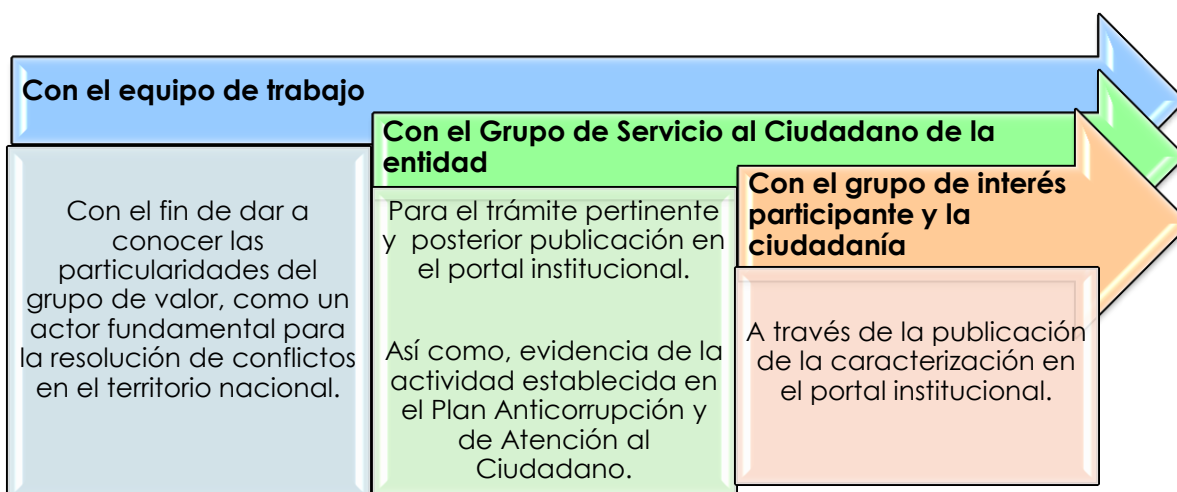 Con el equipo de trabajo
Con el fin de dar a
conocer las
particularidades del
grupo de valor, como un
actor fundamental para
la resolución de conflictos
en el territorio nacional.
Con el Grupo de Servicio al Ciudadano de la
entidad
Para el trámite pertinente
y posterior publicación en
el portal institucional.
Así como, evidencia de la
actividad establecida en
el Plan Anticorrupción y
de Atención al
Ciudadano.
Con el grupo de interés
participante y la
ciudadanía
A través de la publicación
de la caracterización en
el portal institucional.